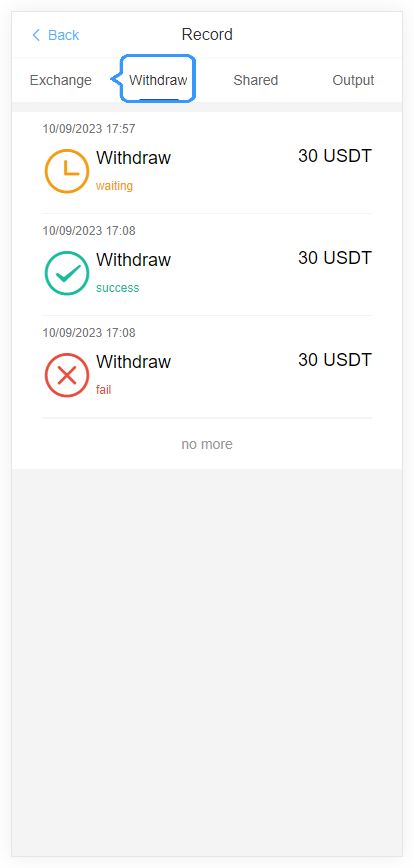 Back
Record
Exchange Withdraw Shared Output
10/09/2023 17:57
Withdraw 30 USDT
waiting
10/09/2023 17:08
Withdraw 30 USDT
success
10/09/2023 17:08
Withdraw 30 USDT
fail
no more